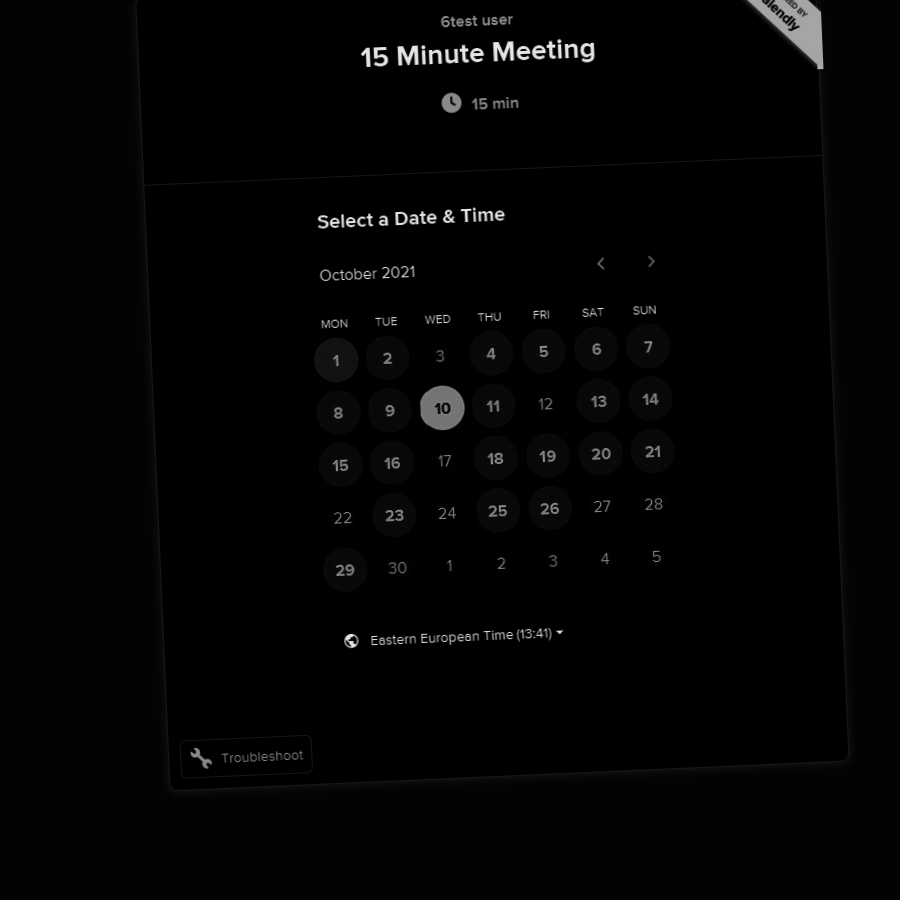 6test user
15 Minute Meeting
15 min
Select a Date & Time
October 2021
MON TUE WED THU FRI SAT SUN
1 2 3 4 5 6 7
8 9 10 11 12 13 14
15 16 17 18 19 20 21
22 23 24 25 26 27 28
29 30 1 2 3 4 5
Eastern European Time (13:41)
Troubleshoot